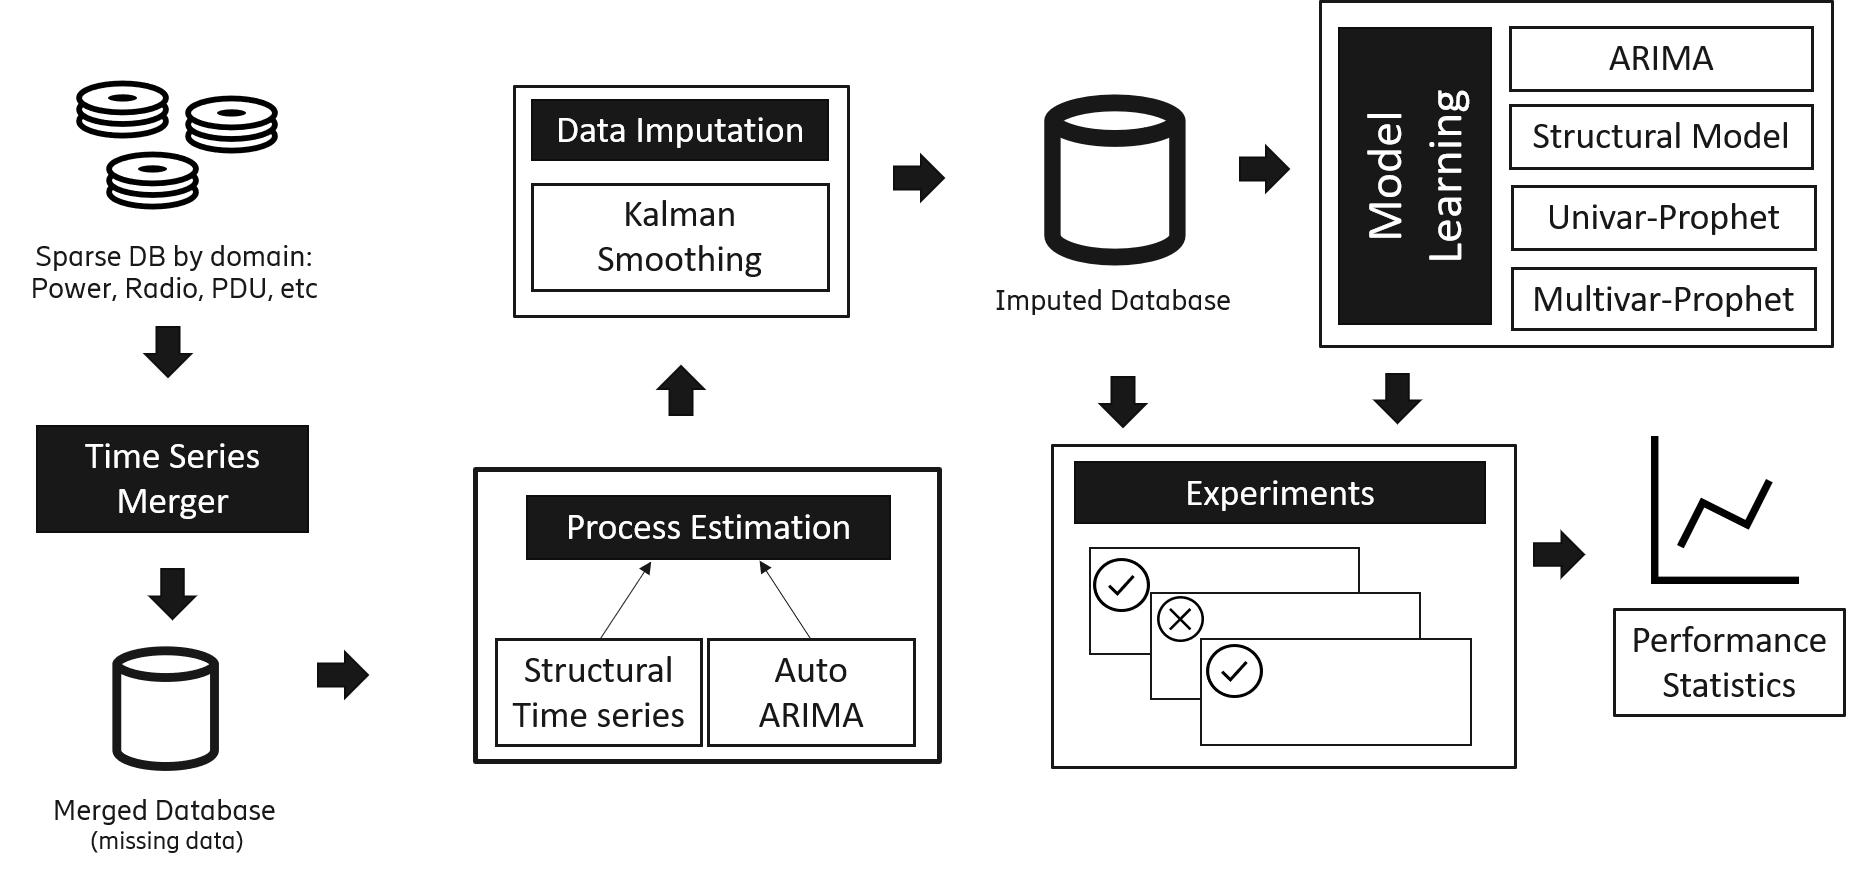 Sparse DB by domain:
Power, Radio, PDU, etc
Time Series
Merger
Merged Database
(missing data)
Data Imputation
Kalman
Smoothing
Process Estimation
Structural
Time series
Auto
ARIMA
Imputed Database
Model
Learning
ARIMA
Structural Model
Univar-Prophet
Multivar-Prophet
Experiments
Performance
Statistics